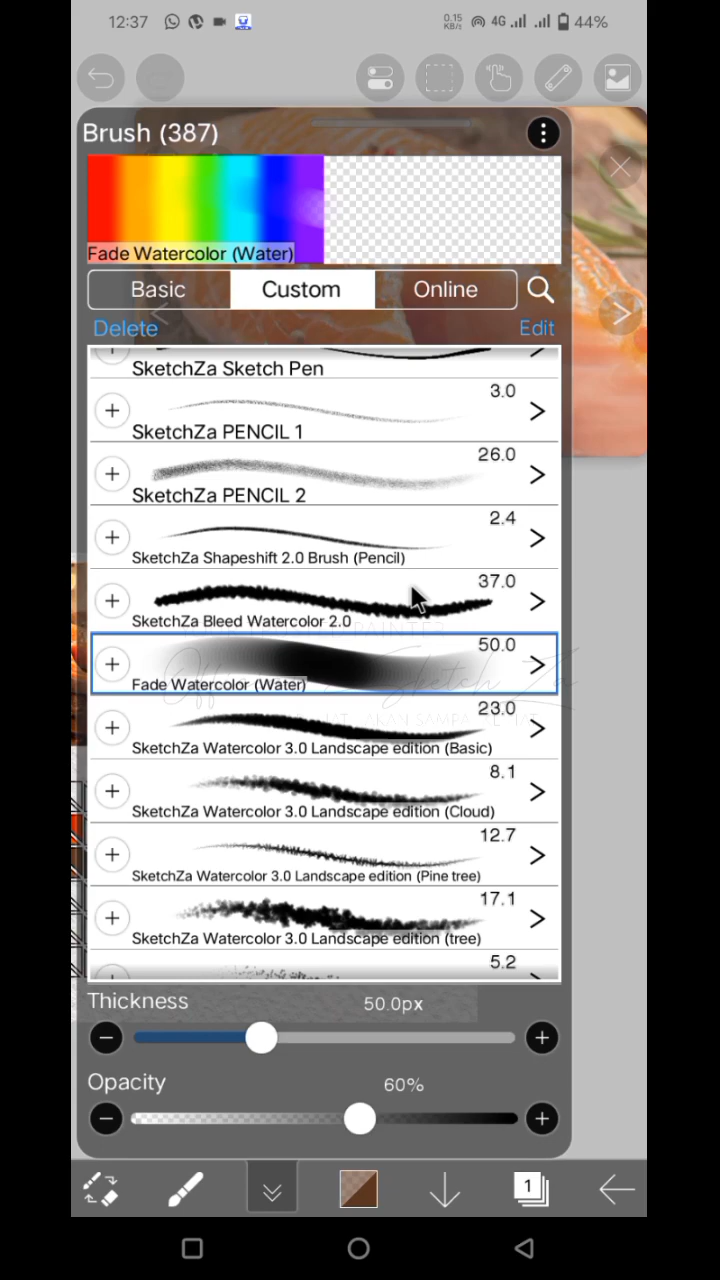 12:37 0.15 KB/s 4G 44%
Brush (387)
Fade Watercolor (Water)
Basic Custom Online
Delete Edit
SketchZa Sketch Pen
3.0
SketchZa PENCIL 1
26.0
SketchZa PENCIL 2
2.4
SketchZa Shapeshift 2.0 Brush (Pencil)
37.0
SketchZa Bleed Watercolor 2.0
50.0
Fade Watercolor (Water)
23.0
SketchZa Watercolor 3.0 Landscape edition (Basic)
8.1
SketchZa Watercolor 3.0 Landscape edition (Cloud)
12.7
SketchZa Watercolor 3.0 Landscape edition (Pine tree)
17.1
SketchZa Watercolor 3.0 Landscape edition (tree)
5.2
Thickness 50.0px
Opacity 60%
1